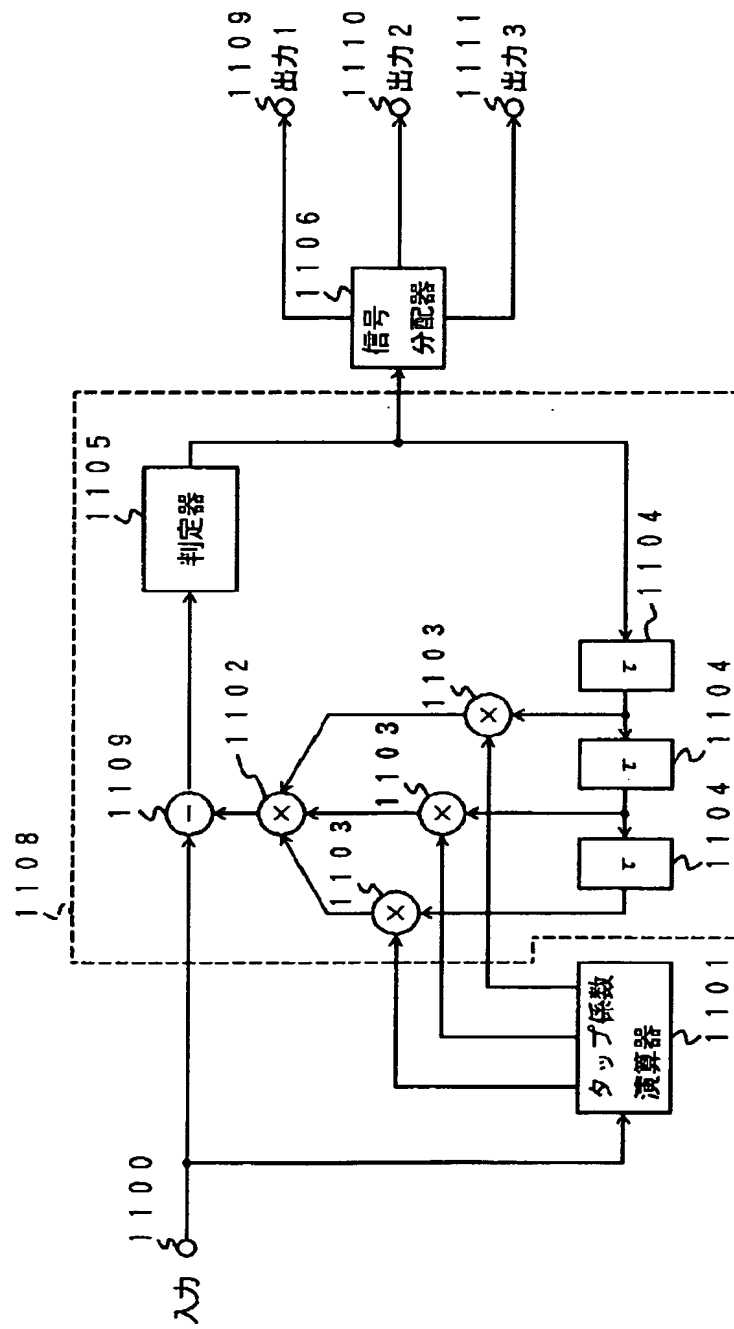 1108
1105
1109
1100
入力
−
判定器
1102
×
1106
信号
分配器
1109
出力1
1110
出力2
1111
出力3
1103
×
1103
×
1103
×
タップ係数
演算器
1101
τ
1104
τ
1104
τ
1104